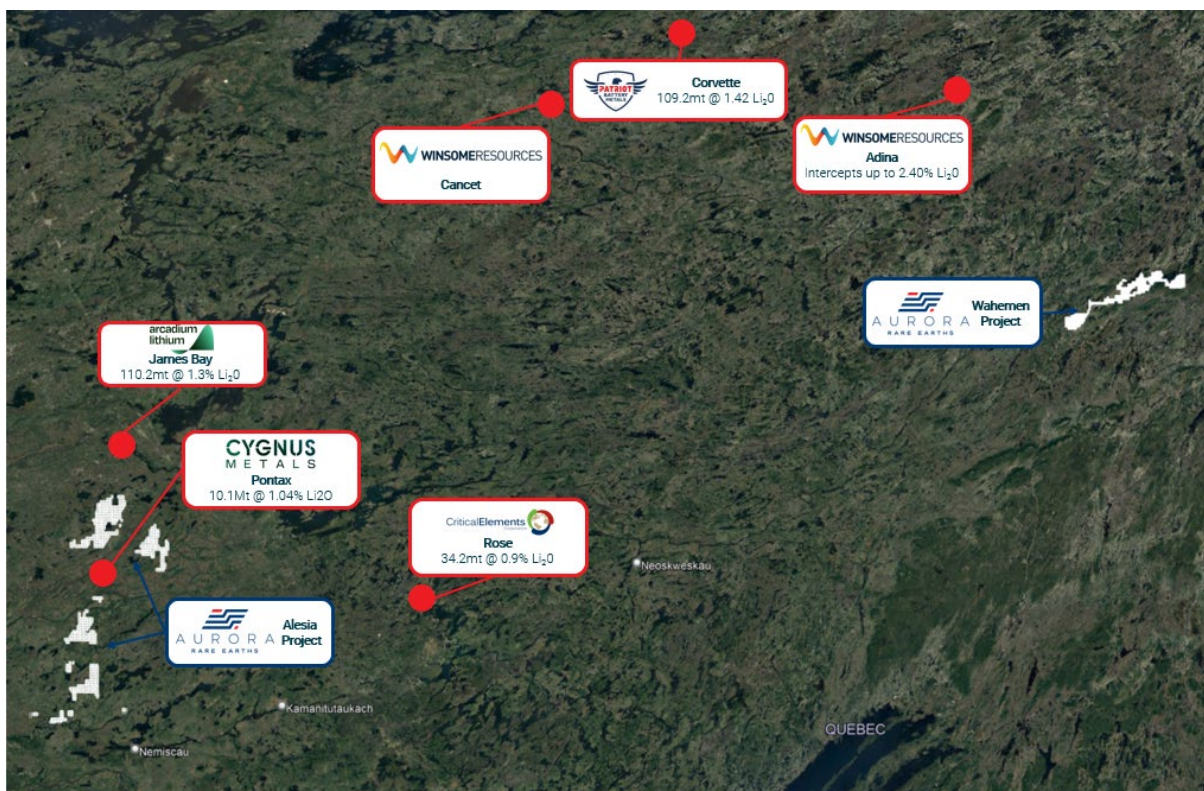 PATRIOT
BATTERY
METALS
Corvette
109.2mt @ 1.42 Li₂0
WINSOMERESOURCES
Cancet
WINSOMERESOURCES
Adina
Intercepts up to 2.40% Li₂0
AURORA
RARE EARTHS
Wahemen
Project
arcadium
lithium
James Bay
110.2mt @ 1.3% Li₂0
CYGNUS
METALS
Pontax
10.1Mt @ 1.04% Li2O
CriticalElements
Rose
34.2mt @ 0.9% Li₂0
Neoskweskau
AURORA
RARE EARTHS
Alesia
Project
Kamanitutaukach
QUEBEC
Nemiscau